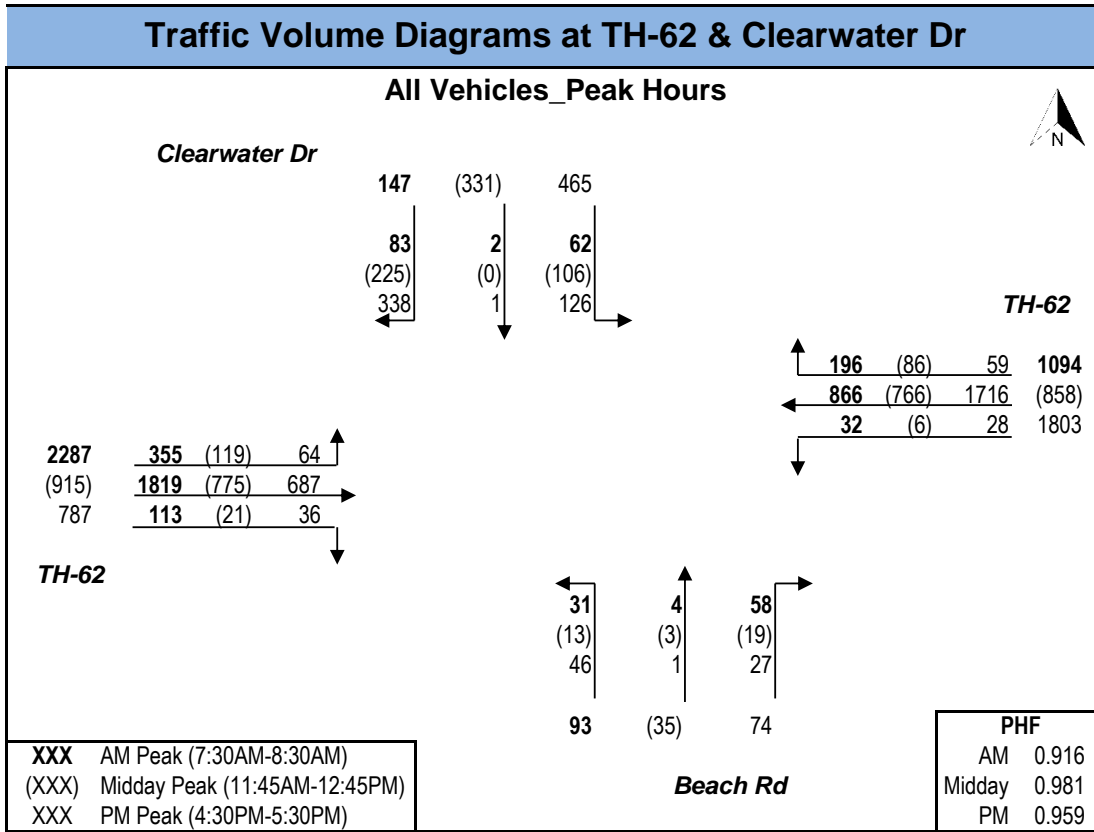 Traffic Volume Diagrams at TH-62 & Clearwater Dr
All Vehicles_Peak Hours
N
Clearwater Dr
147 (331) 465
83 2 62
(225) (0) (106)
338 1 126
TH-62
196 (86) 59 1094
866 (766) 1716 (858)
32 (6) 28 1803
2287 355 (119) 64
(915) 1819 (775) 687
787 113 (21) 36
TH-62
31 4 58
(13) (3) (19)
46 1 27
93 (35) 74
Beach Rd
XXX AM Peak (7:30AM-8:30AM)
(XXX) Midday Peak (11:45AM-12:45PM)
XXX PM Peak (4:30PM-5:30PM)
PHF
AM 0.916
Midday 0.981
PM 0.959